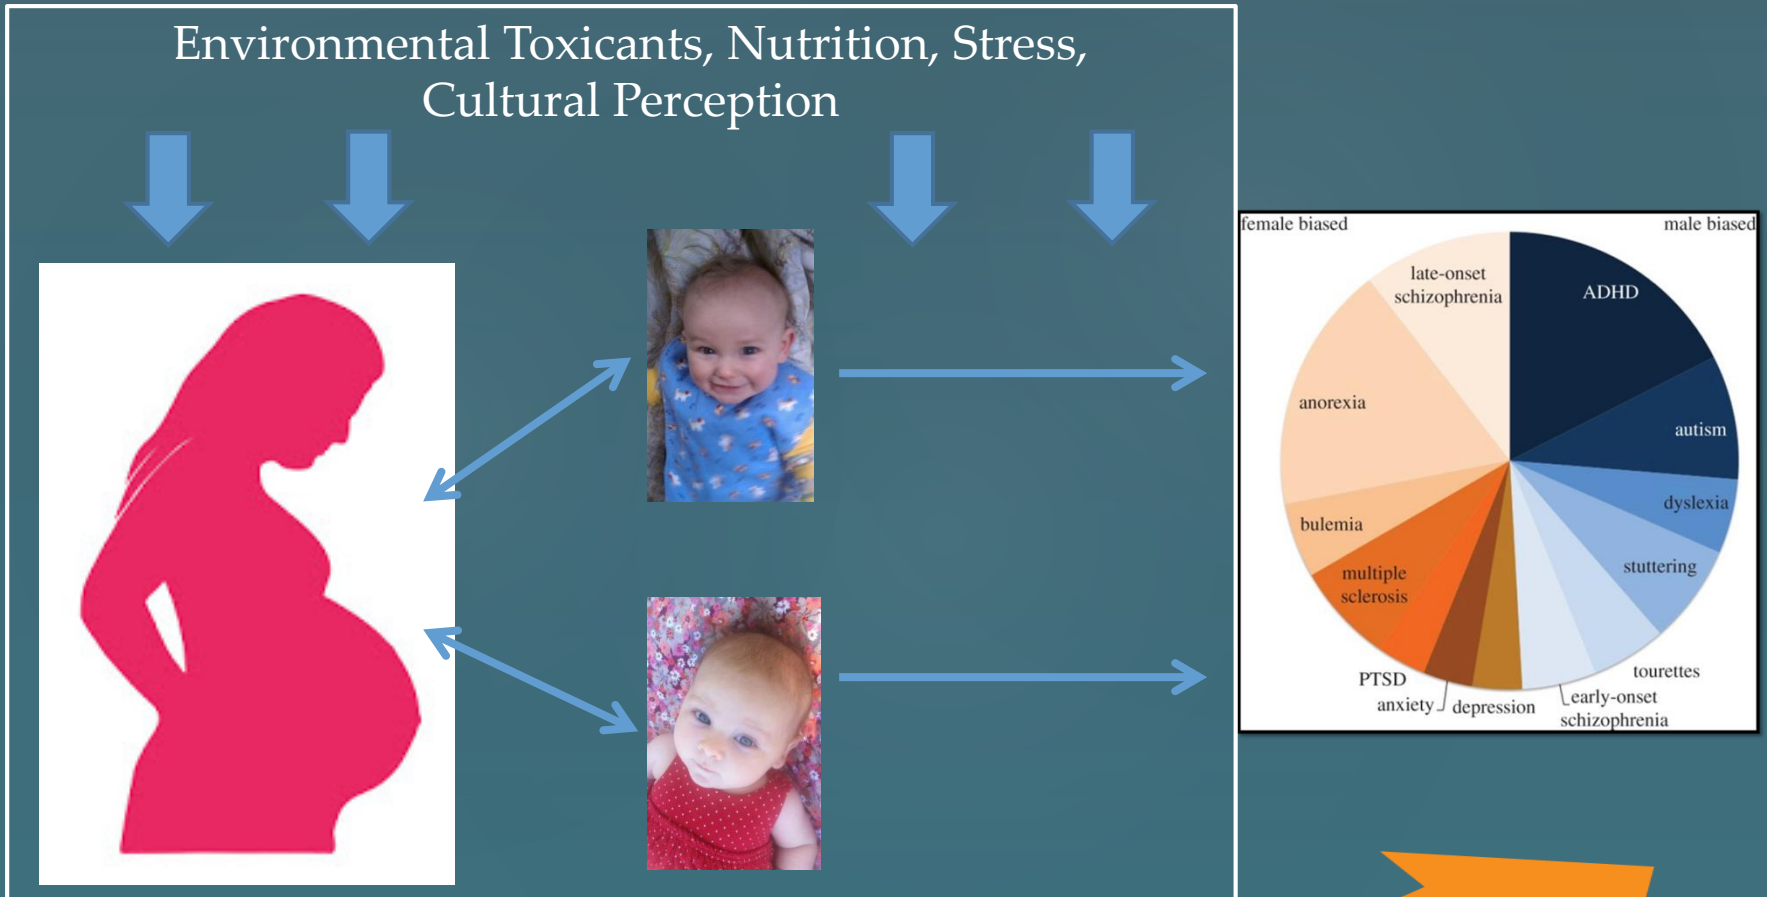 Environmental Toxicants, Nutrition, Stress,
Cultural Perception
female biased
male biased
late-onset
schizophrenia
ADHD
anorexia
autism
dyslexia
bulemia
stuttering
multiple
sclerosis
PTSD
tourettes
anxiety
depression
early-onset
schizophrenia